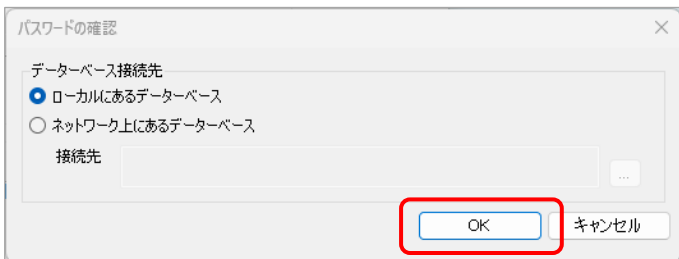 パスワードの確認
データーベース接続先
ローカルにあるデーターベース
ネットワーク上にあるデーターベース
接続先
...
OK キャンセル